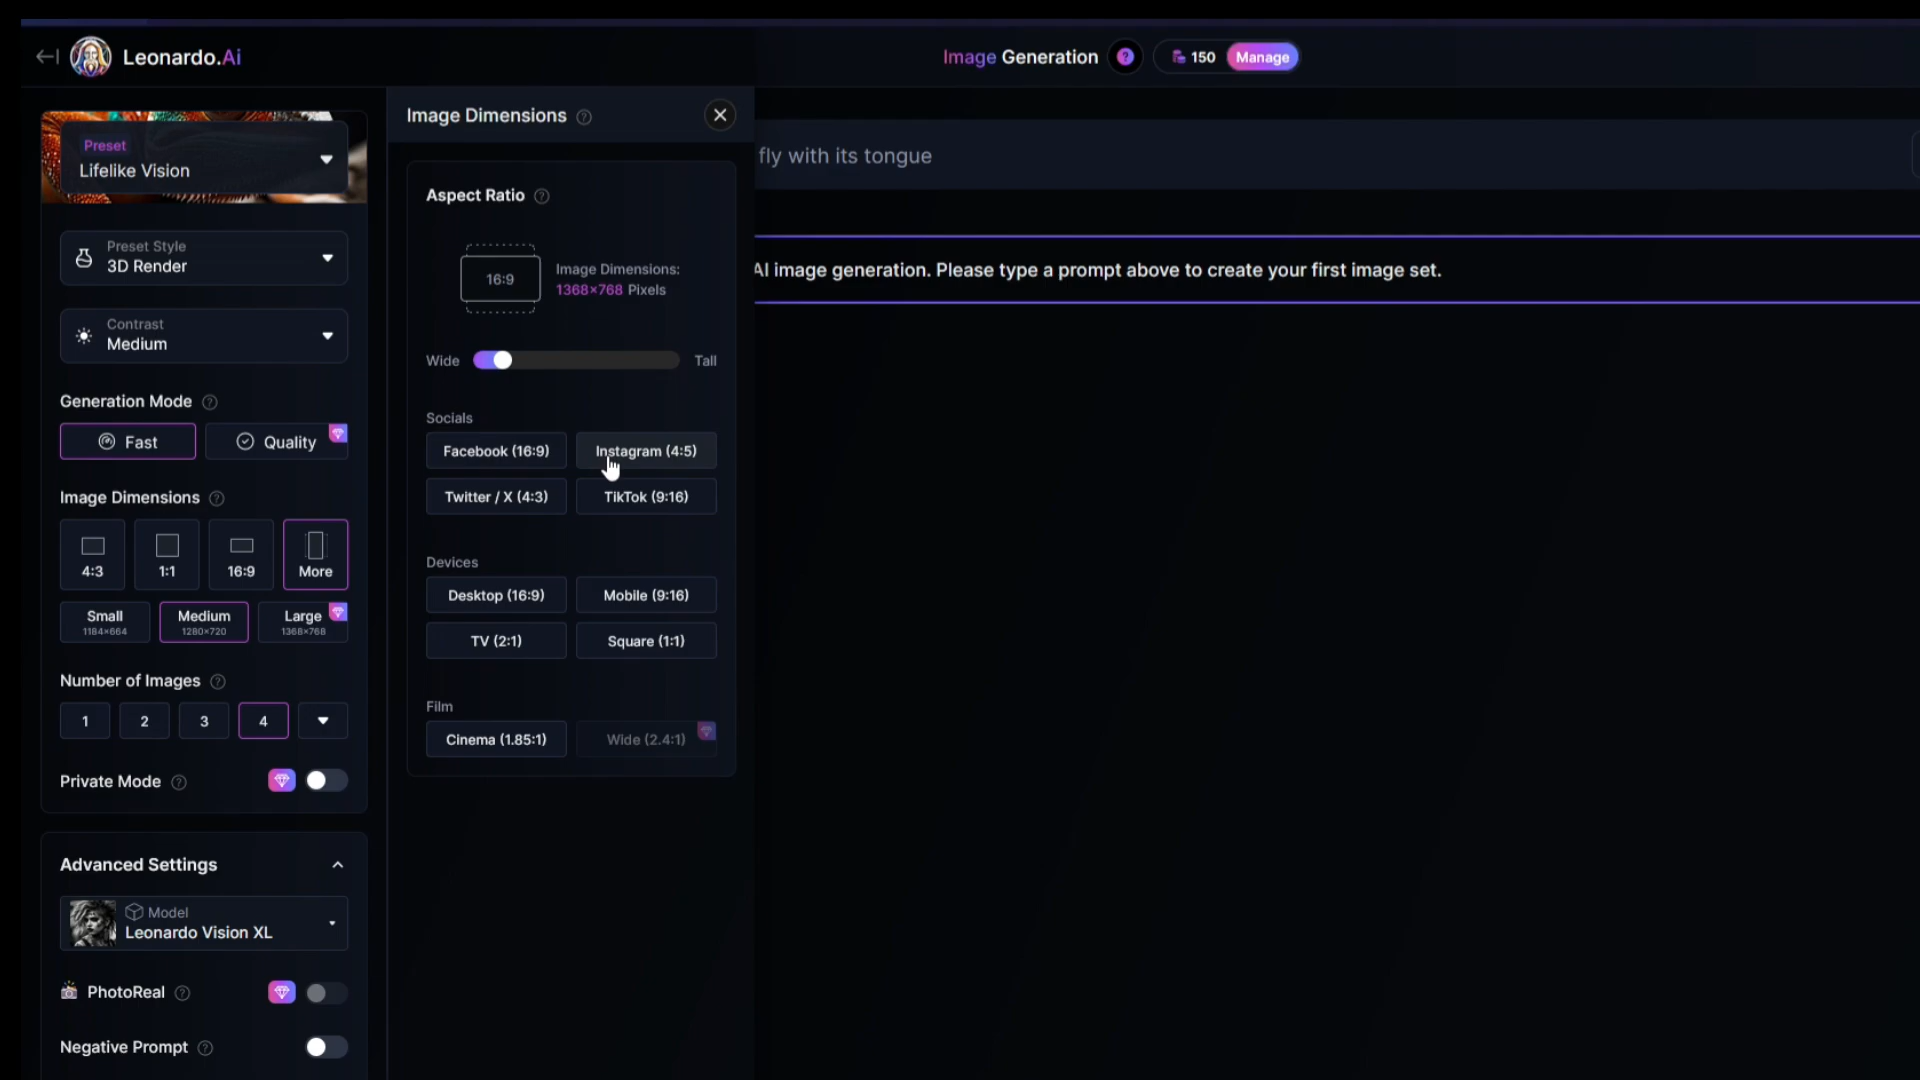 Leonardo.Ai
Image Generation
150
Manage
Preset
Lifelike Vision
Preset Style
3D Render
Contrast
Medium
Generation Mode
Fast
Quality
Image Dimensions
4:3
1:1
16:9
More
Small
1184×664
Medium
1280×720
Large
1368×768
Number of Images
1
2
3
4
Private Mode
Advanced Settings
Model
Leonardo Vision XL
PhotoReal
Negative Prompt
Image Dimensions
Aspect Ratio
16:9
Image Dimensions:
1368×768 Pixels
Wide
Tall
Socials
Facebook (16:9)
Instagram (4:5)
Twitter / X (4:3)
TikTok (9:16)
Devices
Desktop (16:9)
Mobile (9:16)
TV (2:1)
Square (1:1)
Film
Cinema (1.85:1)
Wide (2.4:1)
fly with its tongue
AI image generation. Please type a prompt above to create your first image set.